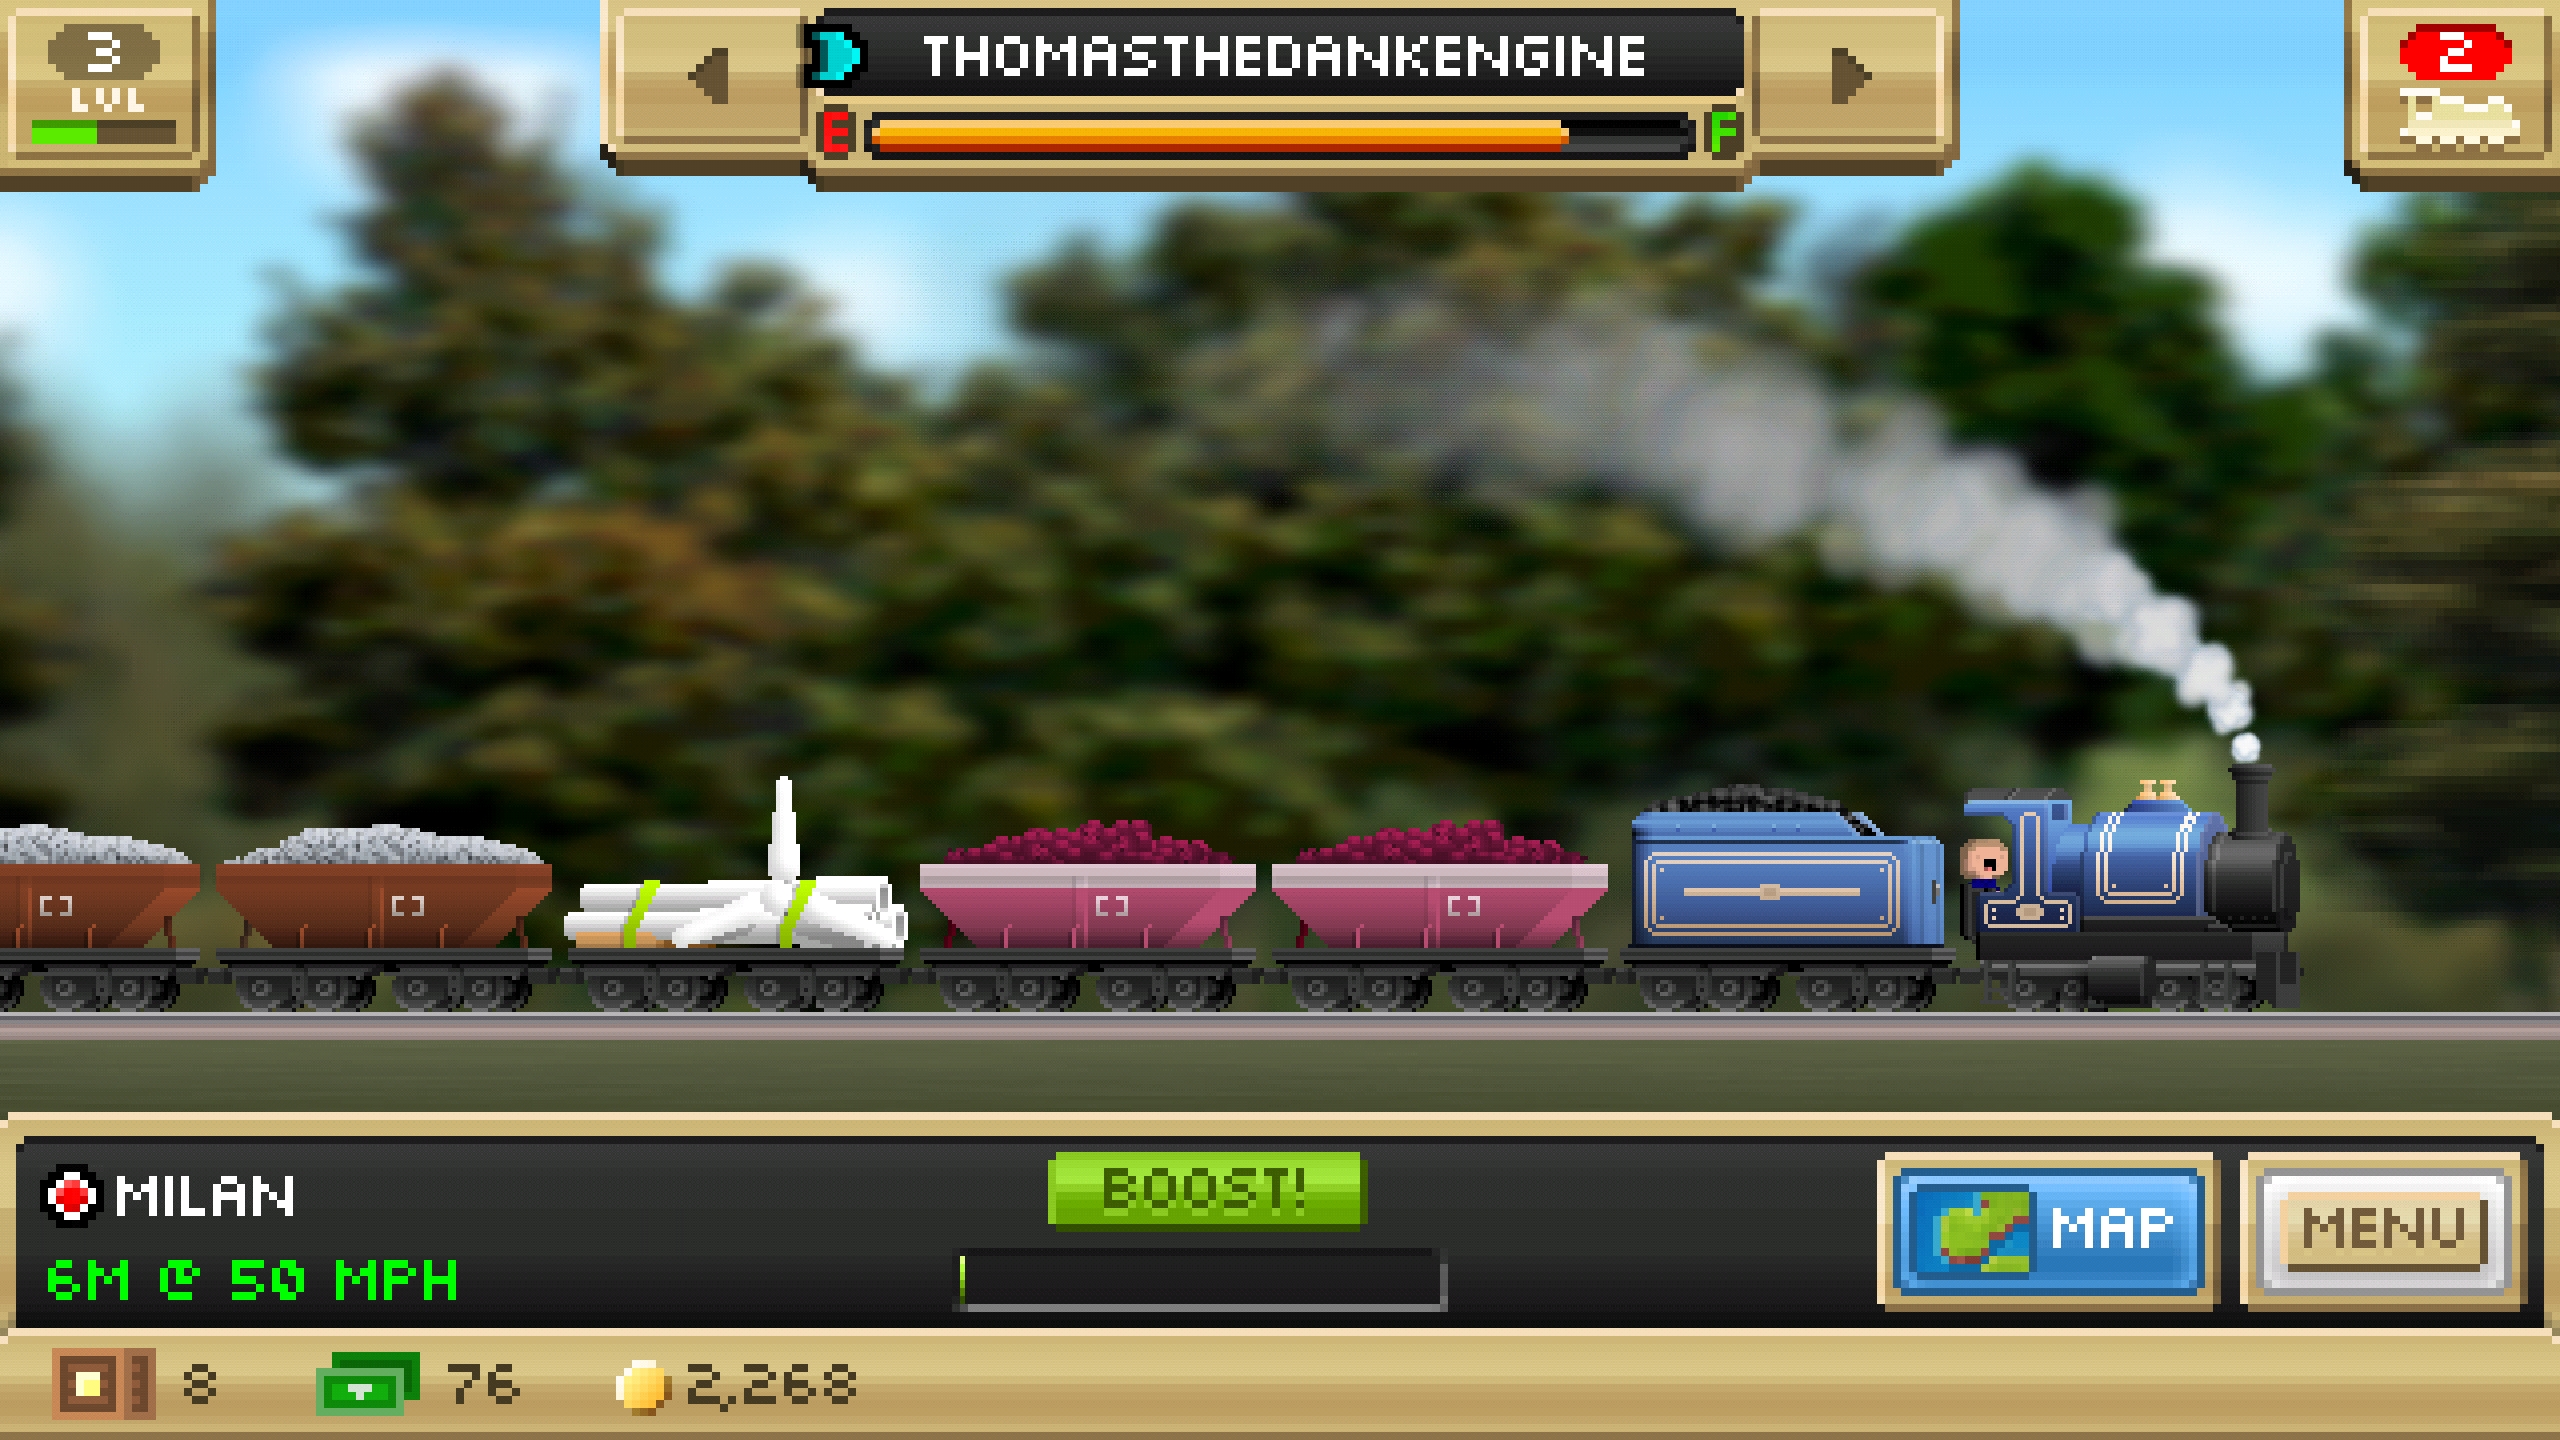 3
LVL
THOMASTHEDANKENGINE
E F
2
MILAN
6M @ 50 MPH
BOOST!
MAP
MENU
8 76 2,268